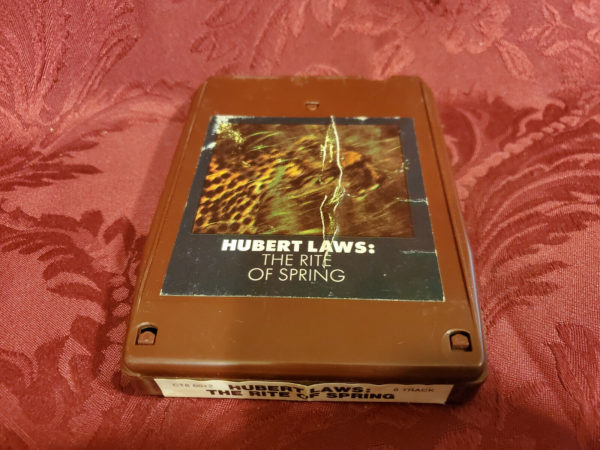 HUBERT LAWS:
THE RITE
OF SPRING
8 TRACK
HUBERT LAWS:
THE RITE OF SPRING